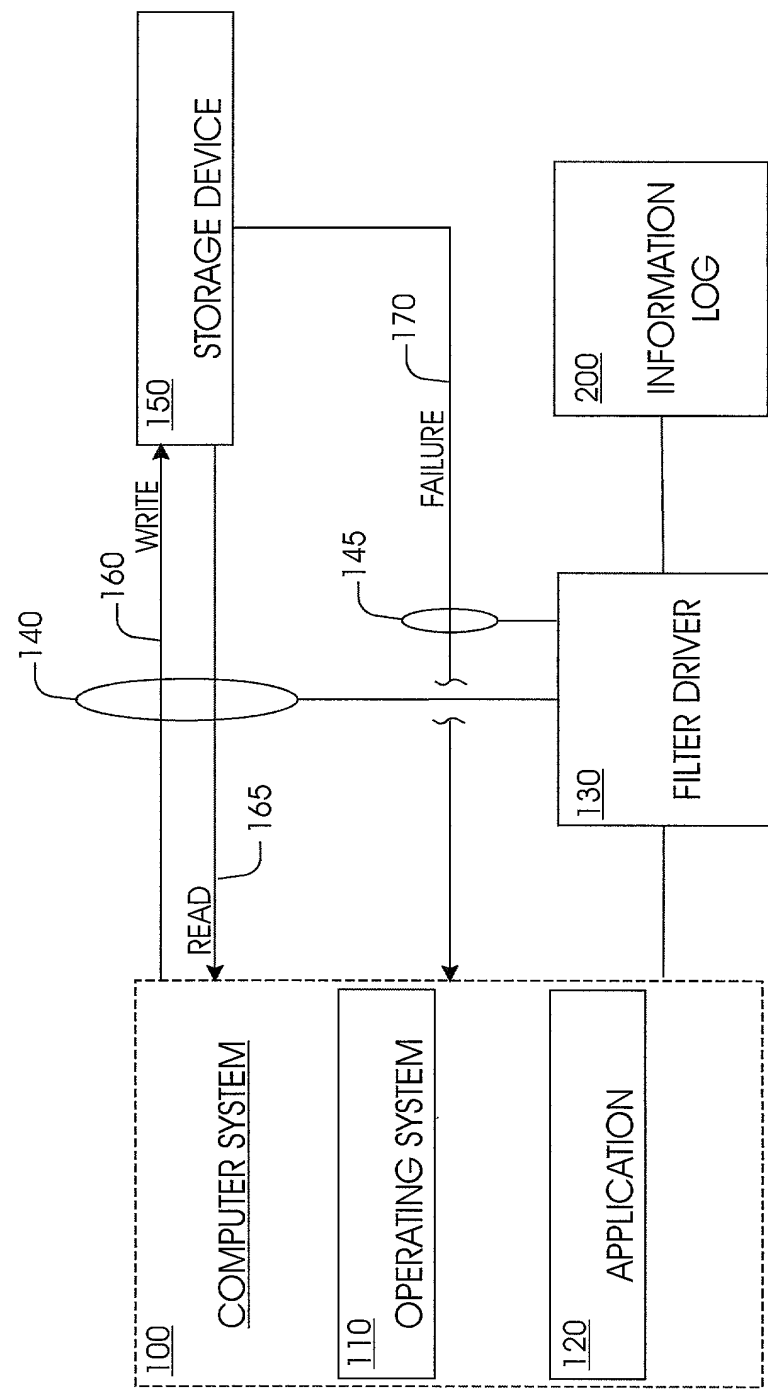 100
COMPUTER SYSTEM
110
OPERATING SYSTEM
120
APPLICATION
READ
165
140
160
WRITE
150
STORAGE DEVICE
145
FAILURE
170
130
FILTER DRIVER
200
INFORMATION
LOG